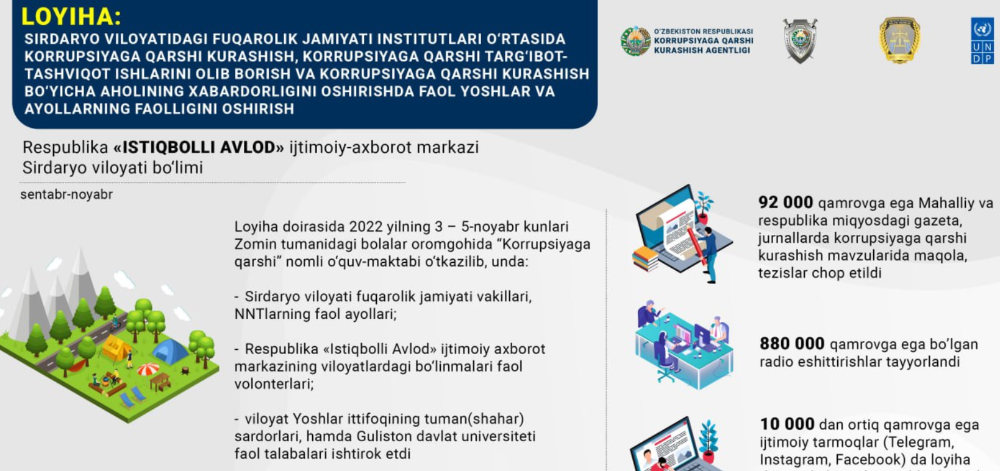 LOYIHA:
SIRDARYO VILOYATIDAGI FUQAROLIK JAMIYATI INSTITUTLARI O‘RTASIDA
KORRUPSIYAGA QARSHI KURASHISH, KORRUPSIYAGA QARSHI TARG‘IBOT-
TASHVIQOT ISHLARINI OLIB BORISH VA KORRUPSIYAGA QARSHI KURASHISH
BO‘YICHA AHOLINING XABARDORLIGINI OSHIRISHDA FAOL YOSHLAR VA
AYOLLARNING FAOLLIGINI OSHIRISH
O‘ZBEKISTON RESPUBLIKASI
KORRUPSIYAGA QARSHI
KURASHISH AGENTLIGI
U N
D P
Respublika «ISTIQBOLLI AVLOD» ijtimoiy-axborot markazi
Sirdaryo viloyati bo‘limi
sentabr-noyabr
Loyiha doirasida 2022 yilning 3 – 5-noyabr kunlari
Zomin tumanidagi bolalar oromgohida “Korrupsiyaga
qarshi” nomli o‘quv-maktabi o‘tkazilib, unda:
- Sirdaryo viloyati fuqarolik jamiyati vakillari,
NNTlarning faol ayollari;
- Respublika «Istiqbolli Avlod» ijtimoiy axborot
markazining viloyatlardagi bo‘linmalari faol
volonterlari;
- viloyat Yoshlar ittifoqining tuman(shahar)
sardorlari, hamda Guliston davlat universiteti
faol talabalari ishtirok etdi
92 000 qamrovga ega Mahalliy va
respublika miqyosdagi gazeta,
jurnallarda korrupsiyaga qarshi
kurashish mavzularida maqola,
tezislar chop etildi
880 000 qamrovga ega bo’lgan
radio eshittirishlar tayyorlandi
10 000 dan ortiq qamrovga ega
ijtimoiy tarmoqlar (Telegram,
Instagram, Facebook) da loyiha